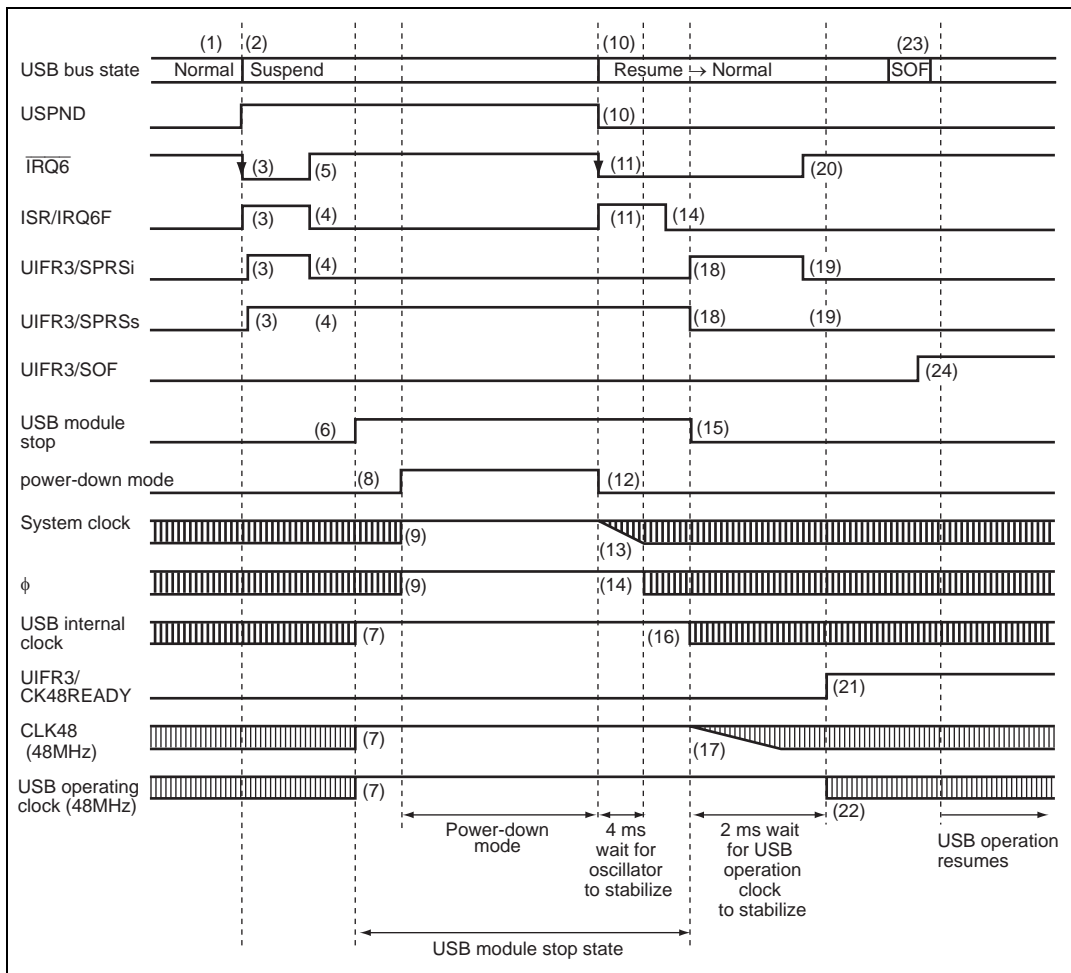 (1) (2) (10) (23)
USB bus state Normal Suspend Resume → Normal SOF
USPND (10)
IRQ6 (3) (5) (11) (20)
ISR/IRQ6F (3) (4) (11) (14)
UIFR3/SPRSi (3) (4) (18) (19)
UIFR3/SPRSs (3) (4) (18) (19)
UIFR3/SOF (24)
USB module
stop (6) (15)
power-down mode (8) (12)
System clock (9) (13)
ϕ (9) (14)
USB internal
clock (7) (16)
UIFR3/
CK48READY (21)
CLK48
(48MHz) (7) (17)
USB operating
clock (48MHz) (7) (22)
Power-down
mode
4 ms
wait for
oscillator
to stabilize
2 ms wait
for USB
operation
clock
to stabilize
USB operation
resumes
USB module stop state